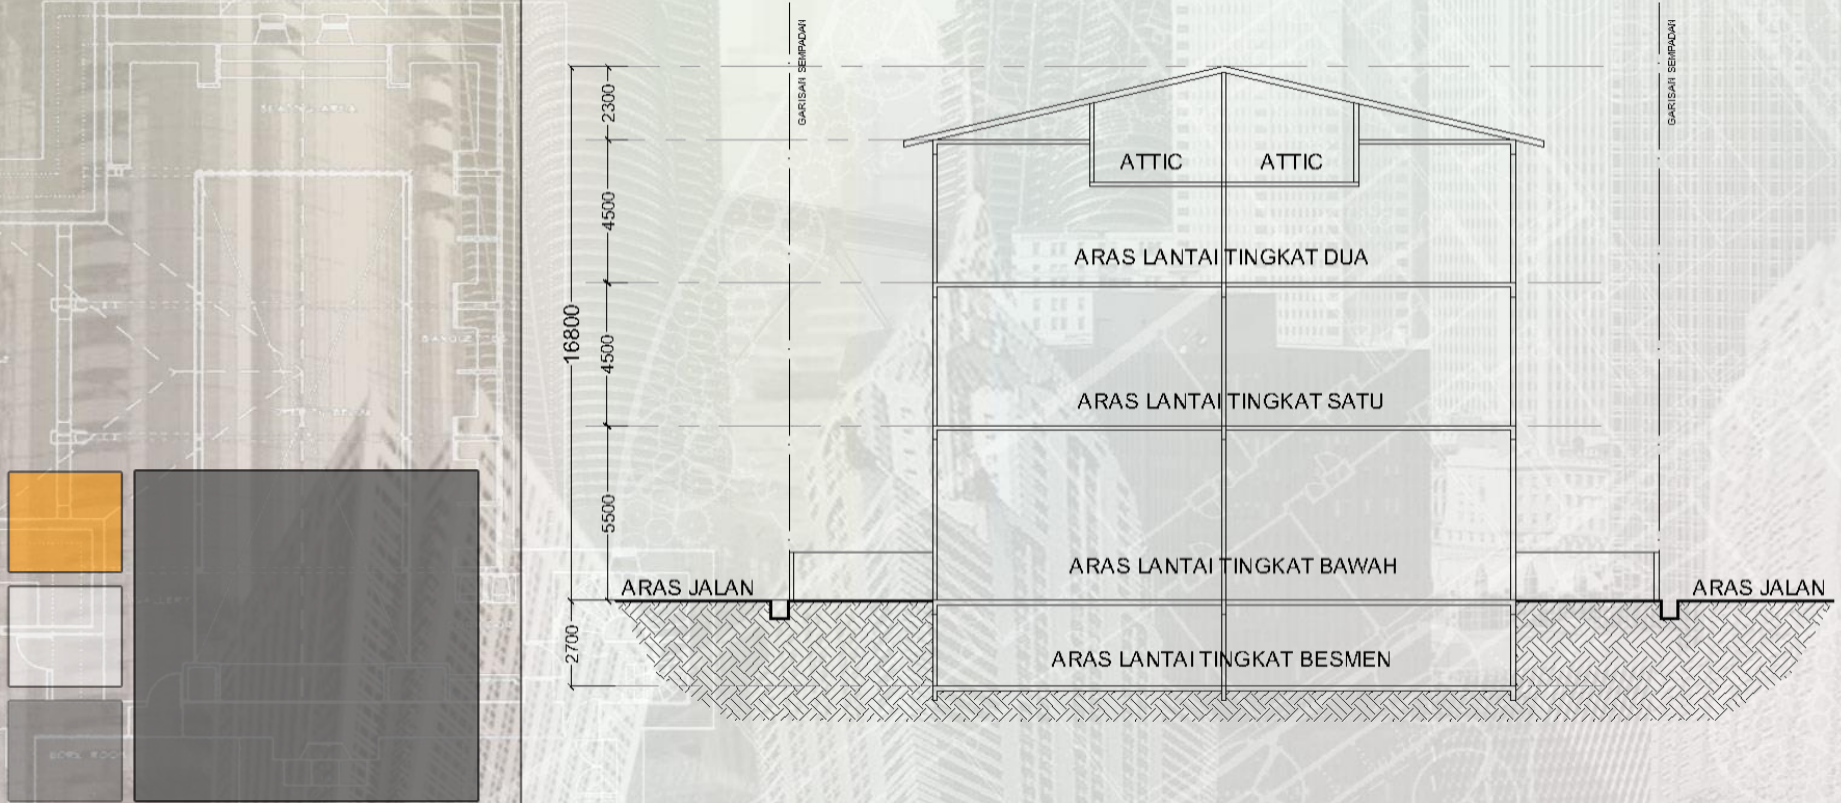 GARISAN SEMPADAN
GARISAN SEMPADAN
2300
ATTIC
ATTIC
4500
ARAS LANTAI TINGKAT DUA
16800
4500
ARAS LANTAI TINGKAT SATU
5500
ARAS LANTAI TINGKAT BAWAH
ARAS JALAN
ARAS JALAN
2700
ARAS LANTAI TINGKAT BESMEN